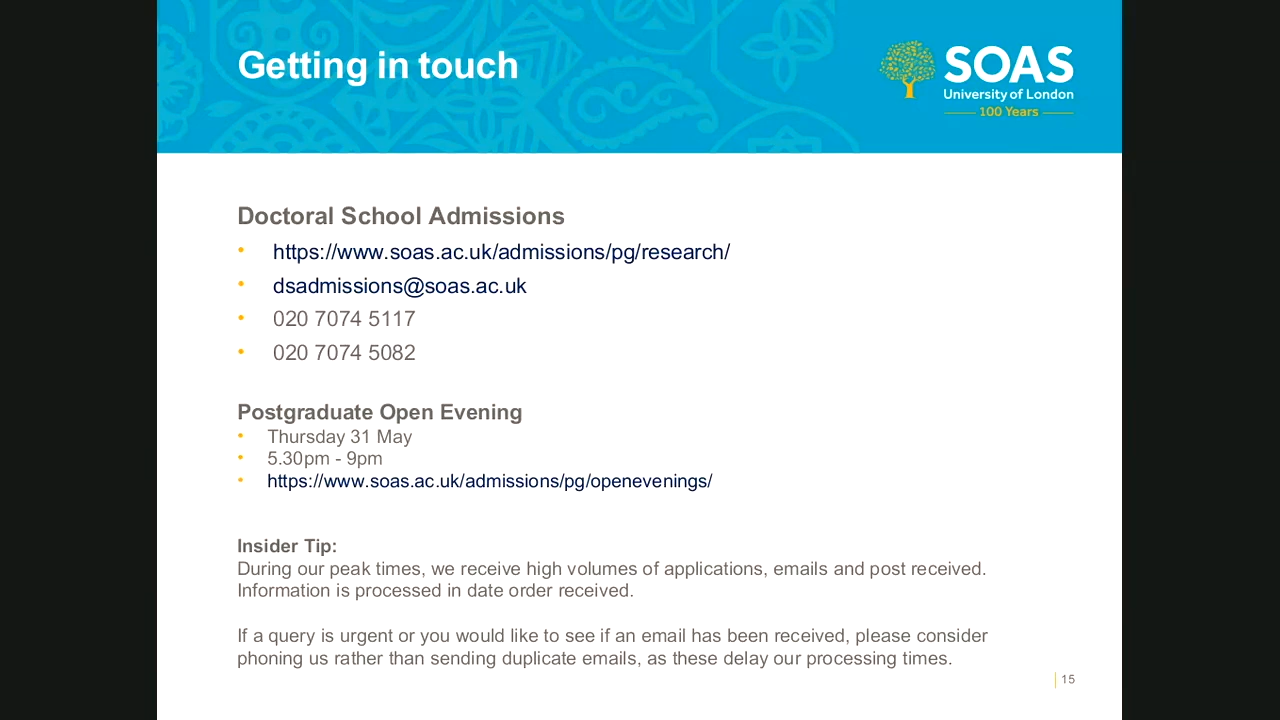 Getting in touch
SOAS
University of London
100 Years
Doctoral School Admissions
• https://www.soas.ac.uk/admissions/pg/research/
• dsadmissions@soas.ac.uk
• 020 7074 5117
• 020 7074 5082
Postgraduate Open Evening
• Thursday 31 May
• 5.30pm - 9pm
• https://www.soas.ac.uk/admissions/pg/openevenings/
Insider Tip:
During our peak times, we receive high volumes of applications, emails and post received.
Information is processed in date order received.
If a query is urgent or you would like to see if an email has been received, please consider
phoning us rather than sending duplicate emails, as these delay our processing times.
15